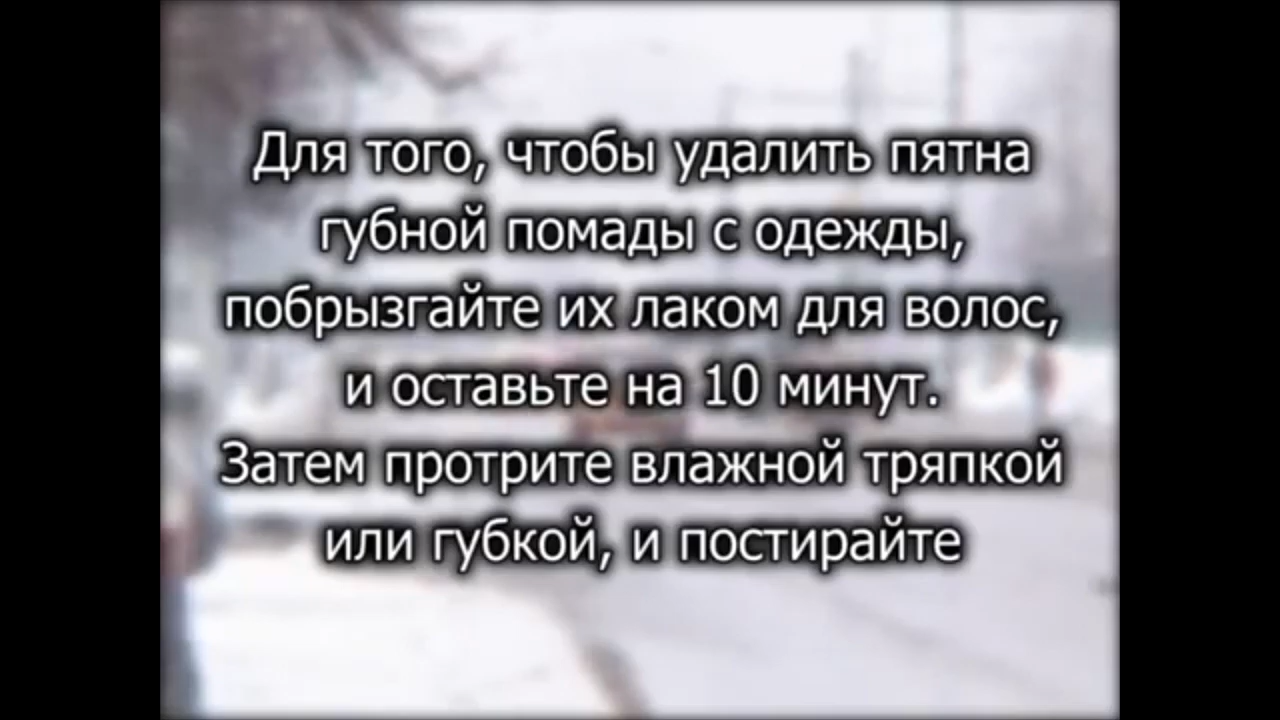 Для того, чтобы удалить пятна
губной помады с одежды,
побрызгайте их лаком для волос,
и оставьте на 10 минут.
Затем протрите влажной тряпкой
или губкой, и постирайте